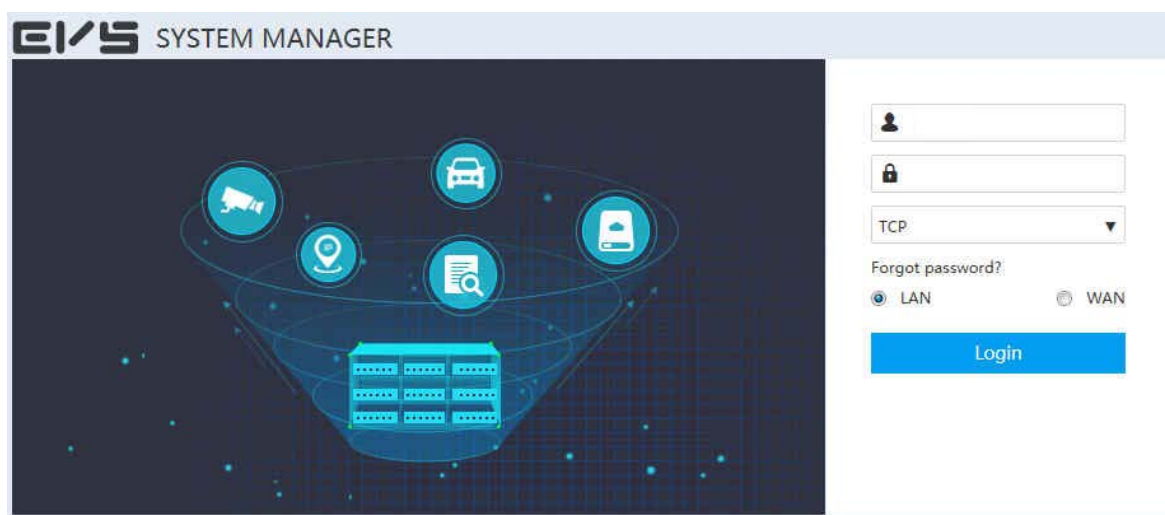 EVS SYSTEM MANAGER
TCP
Forgot password?
LAN WAN
Login